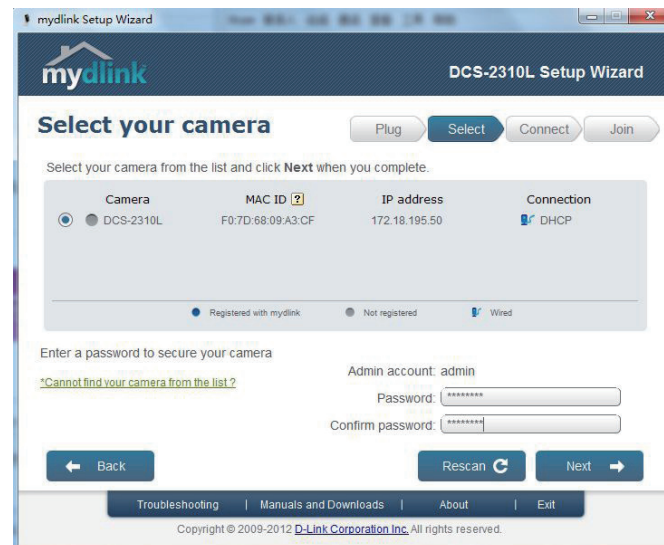 mydlink Setup Wizard
mydlink
DCS-2310L Setup Wizard
Select your camera
Plug Select Connect Join
Select your camera from the list and click Next when you complete.
Camera MAC ID ? IP address Connection
DCS-2310L F0:7D:68:09:A3:CF 172.18.195.50 DHCP
Registered with mydlink Not registered Wired
Enter a password to secure your camera
*Cannot find your camera from the list ?
Admin account: admin
Password: ********
Confirm password: ********
Back Rescan Next
Troubleshooting | Manuals and Downloads | About | Exit
Copyright © 2009-2012 D-Link Corporation Inc. All rights reserved.